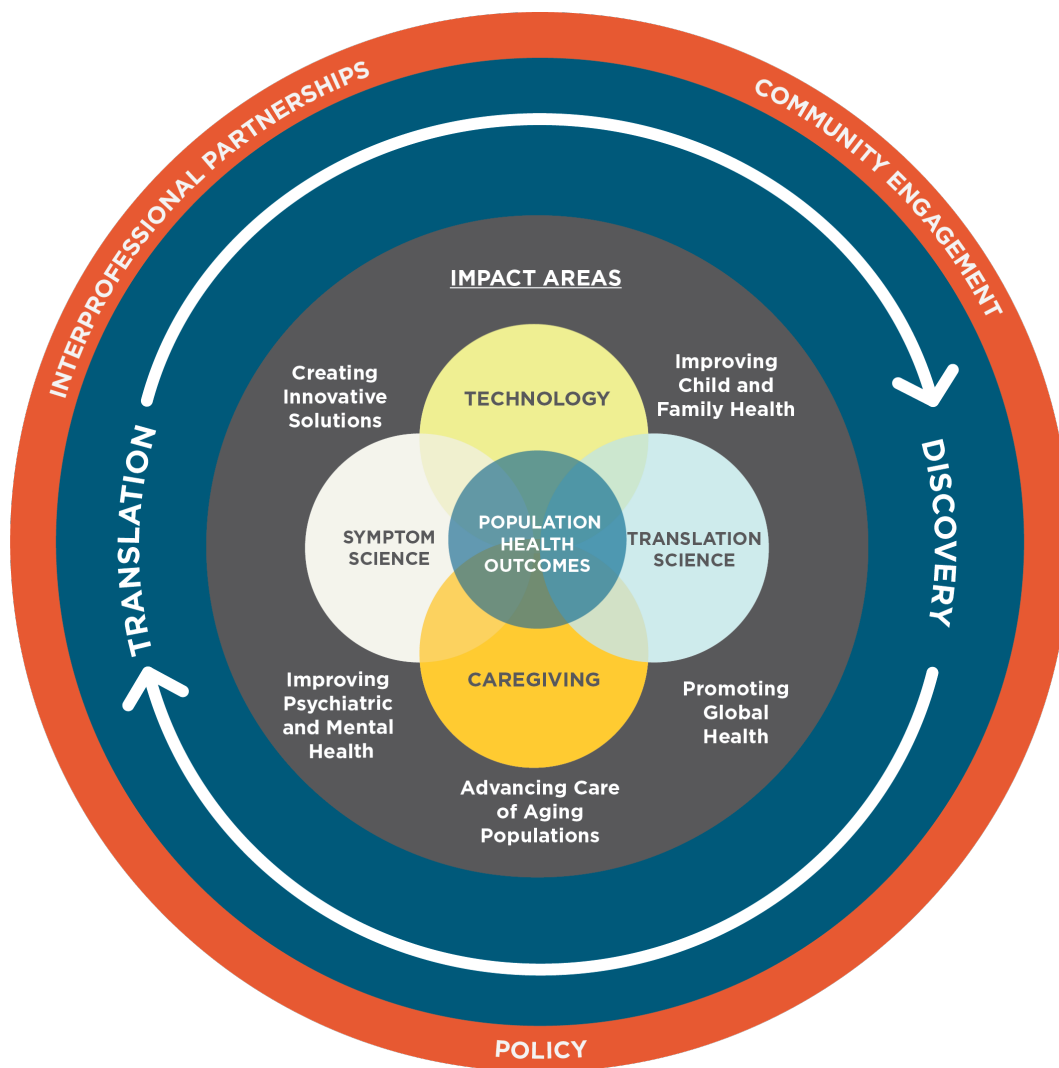 INTERPROFESSIONAL PARTNERSHIPS
COMMUNITY ENGAGEMENT
TRANSLATION
DISCOVERY
IMPACT AREAS
Creating
Innovative
Solutions
Improving
Child and
Family Health
TECHNOLOGY
SYMPTOM
SCIENCE
POPULATION
HEALTH
OUTCOMES
TRANSLATION
SCIENCE
CAREGIVING
Improving
Psychiatric
and Mental
Health
Promoting
Global
Health
Advancing Care
of Aging
Populations
POLICY